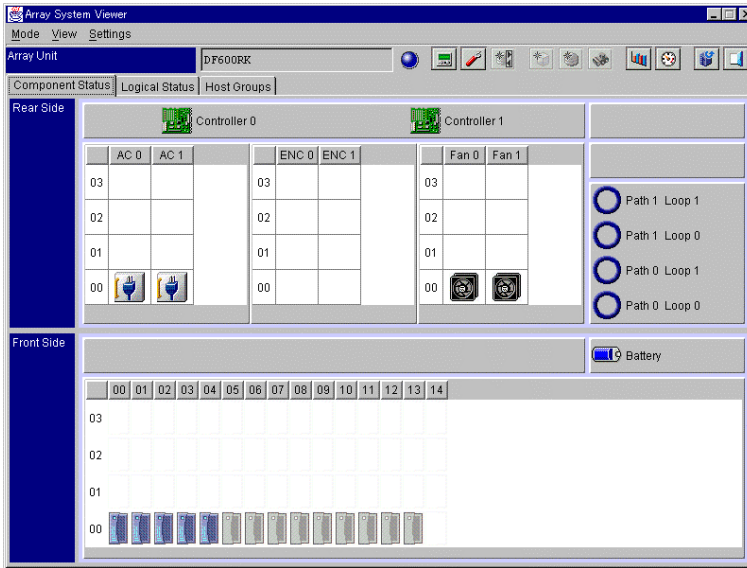 Array System Viewer
Mode View Settings
Array Unit DF600RK
Component Status Logical Status Host Groups
Rear Side
Controller 0 Controller 1
AC 0 AC 1 ENC 0 ENC 1 Fan 0 Fan 1
03 03 03
02 02 02
01 01 01
00 00 00
Path 1 Loop 1
Path 1 Loop 0
Path 0 Loop 1
Path 0 Loop 0
Front Side
Battery
00 01 02 03 04 05 06 07 08 09 10 11 12 13 14
03
02
01
00